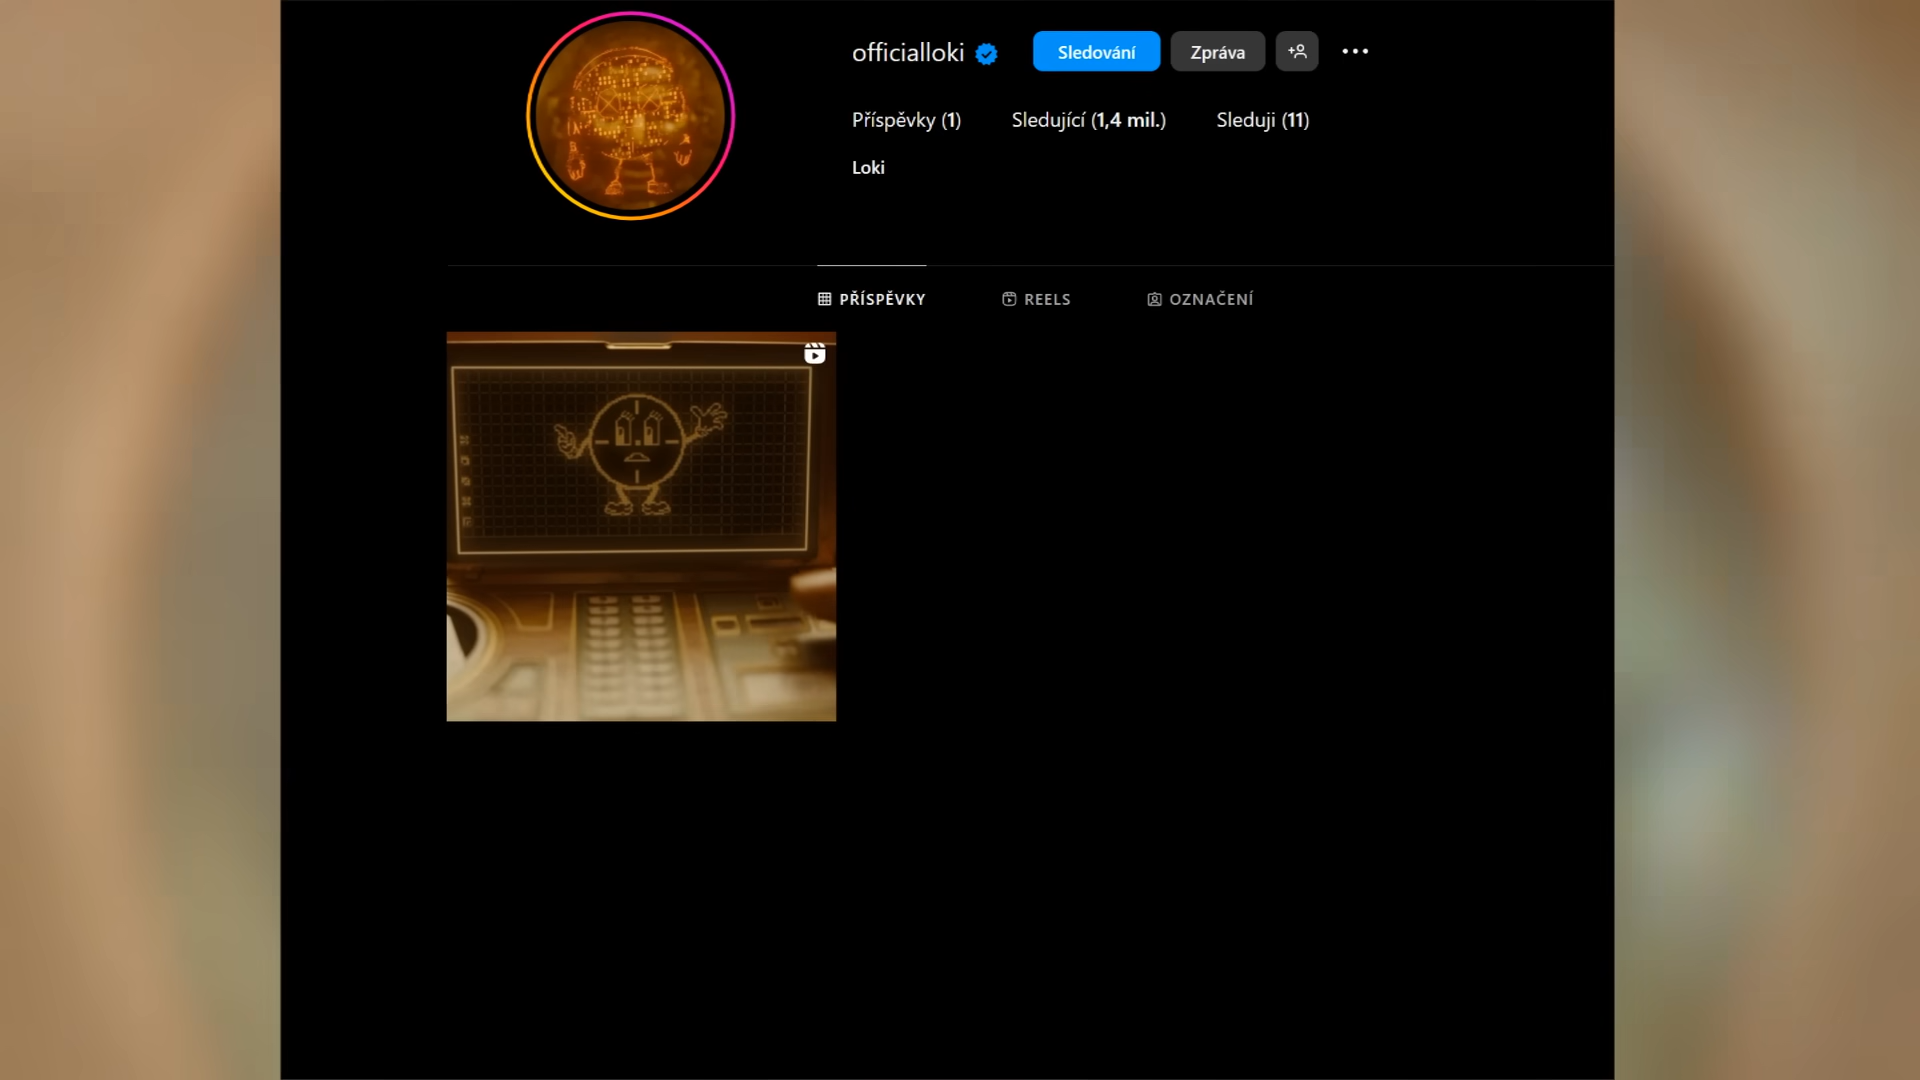 officialloki
Sledování
Zpráva
Příspěvky (1)
Sledující (1,4 mil.)
Sleduji (11)
Loki
PŘÍSPĚVKY
REELS
OZNAČENÍ